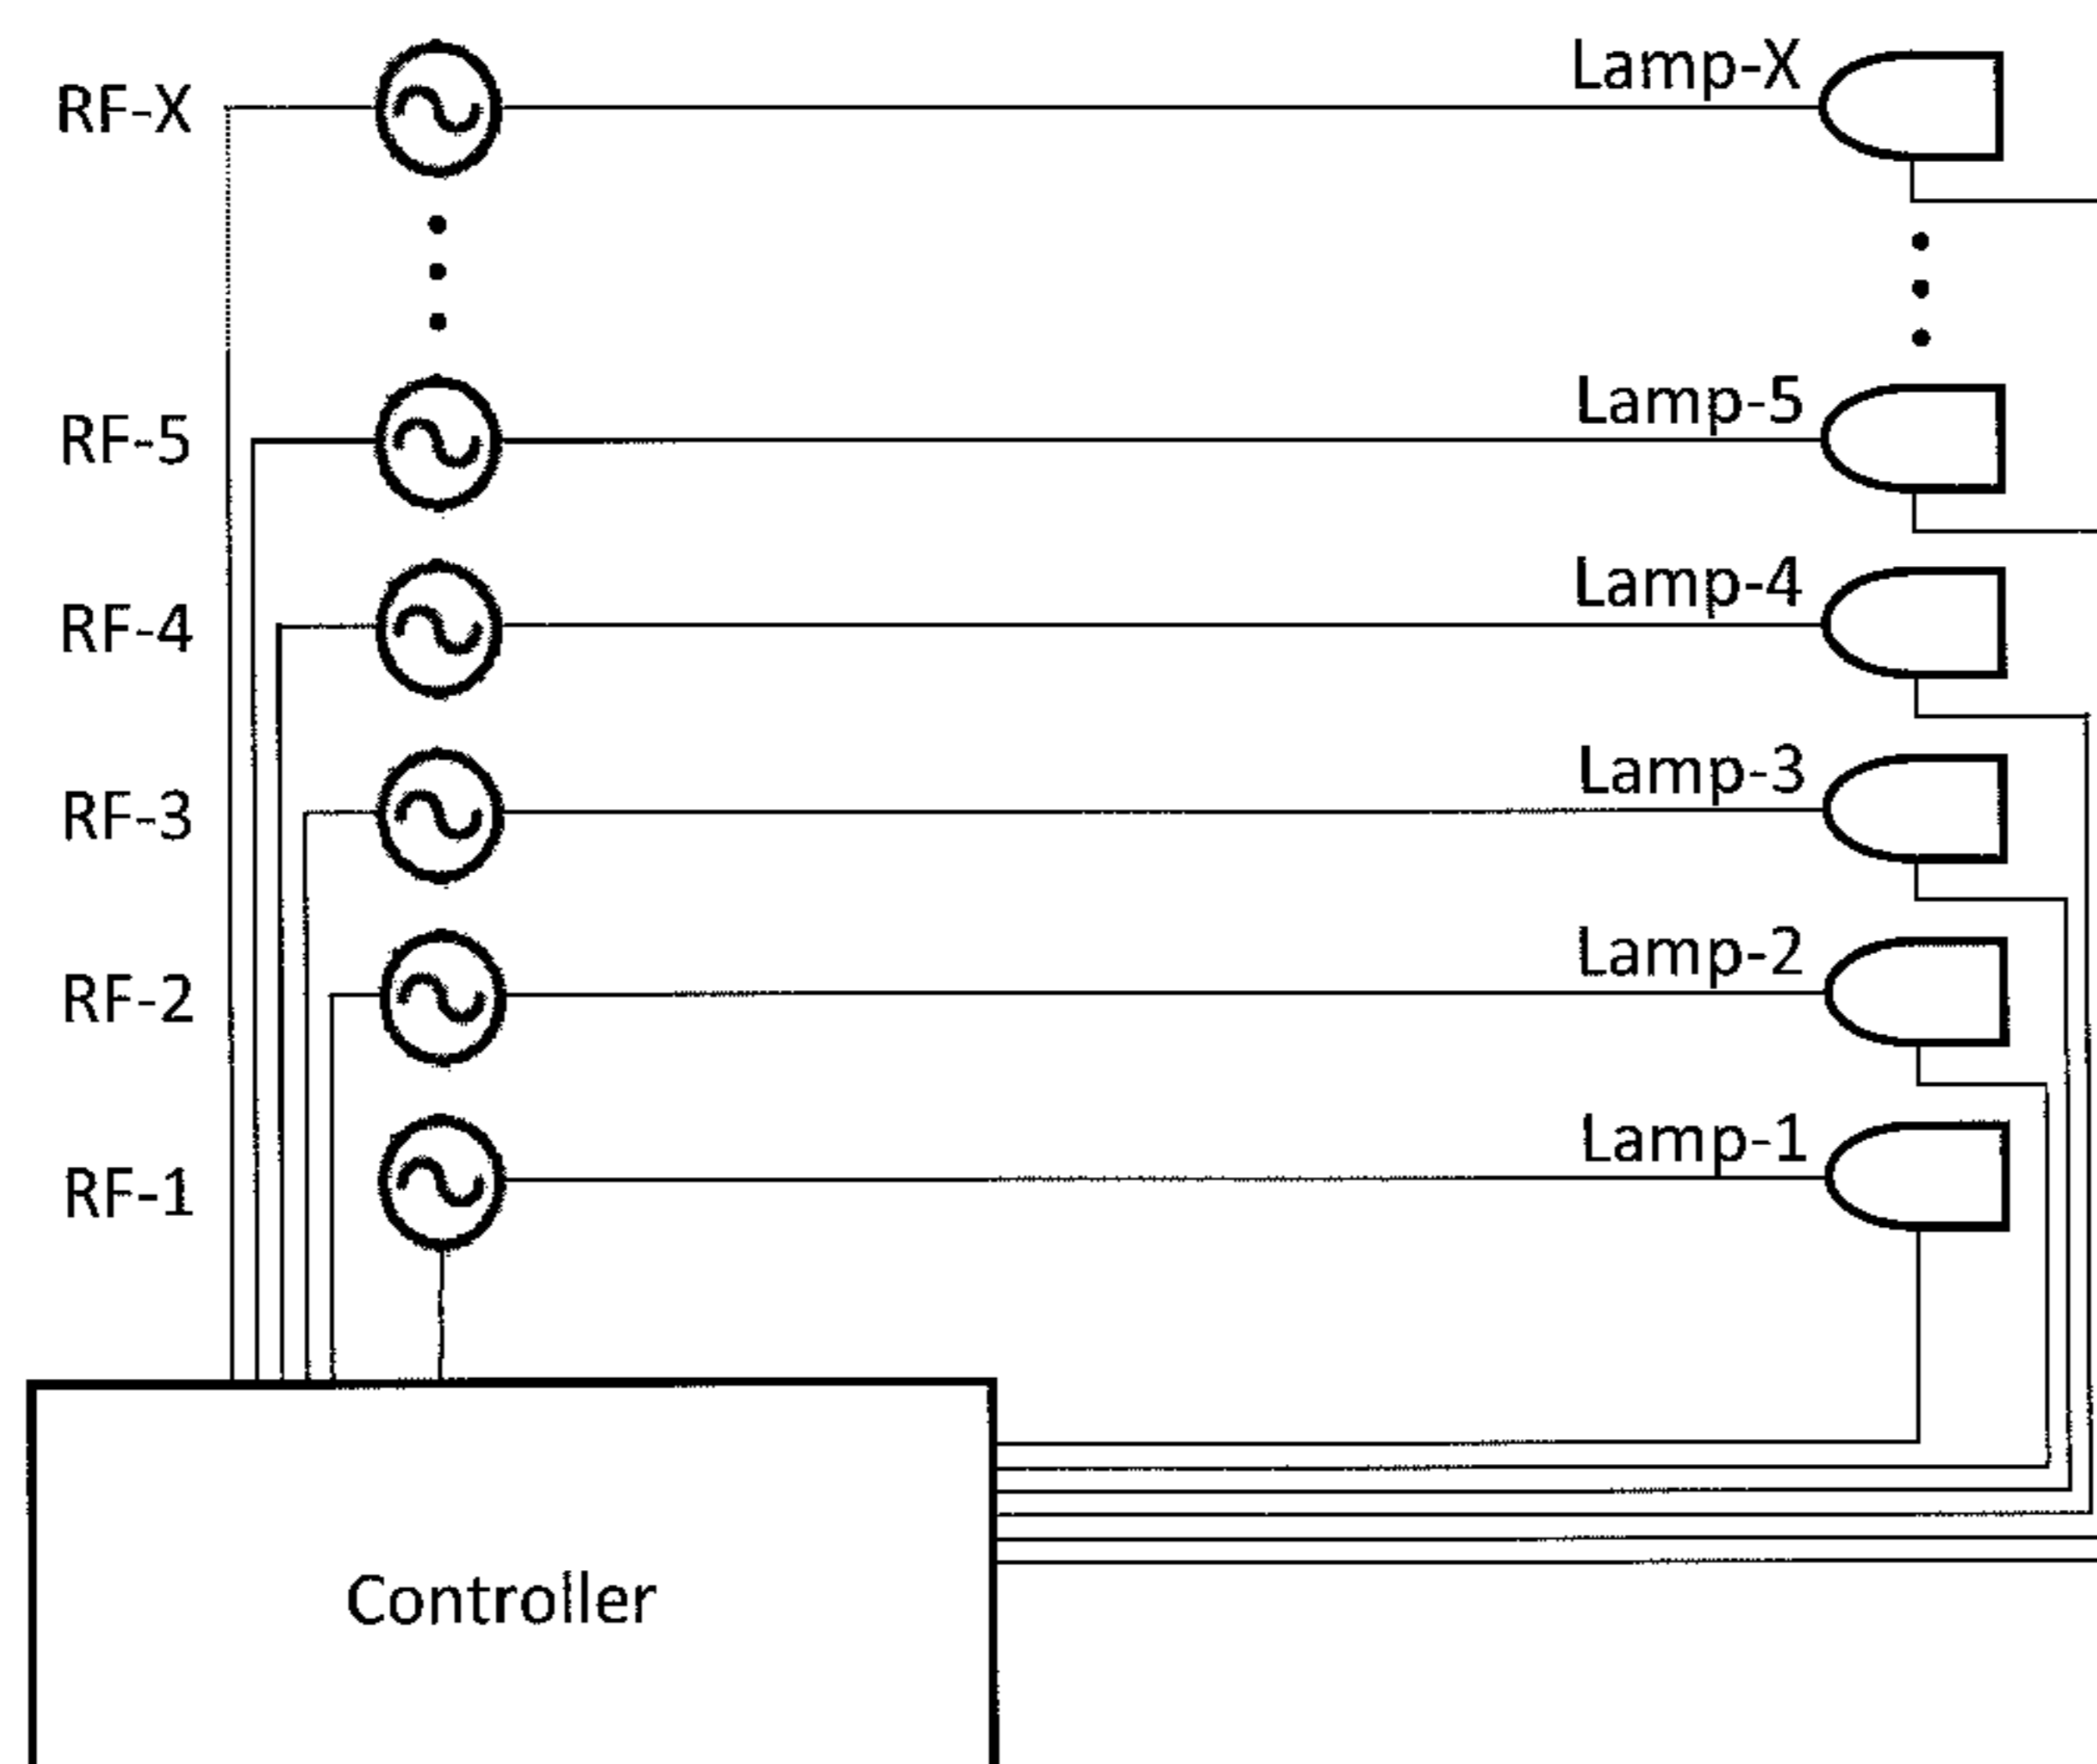 RF-X
Lamp-X
RF-5
Lamp-5
RF-4
Lamp-4
RF-3
Lamp-3
RF-2
Lamp-2
RF-1
Lamp-1
Controller